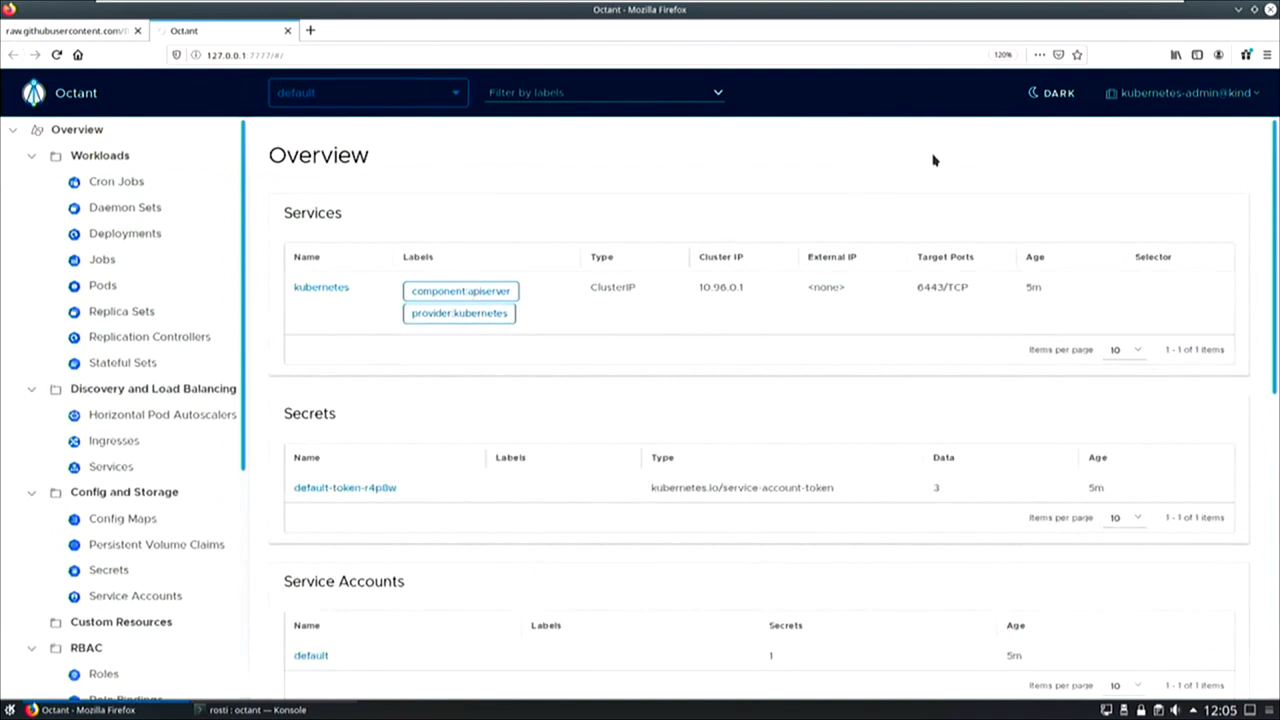 Octant - Mozilla Firefox
raw.githubusercontent.com/
Octant
127.0.0.1:7777/#/
120%
Octant
default
Filter by labels
DARK
kubernetes-admin@kind
Overview
Workloads
Cron Jobs
Daemon Sets
Deployments
Jobs
Pods
Replica Sets
Replication Controllers
Stateful Sets
Discovery and Load Balancing
Horizontal Pod Autoscalers
Ingresses
Services
Config and Storage
Config Maps
Persistent Volume Claims
Secrets
Service Accounts
Custom Resources
RBAC
Roles
Role Bindings
Overview
Services
Name Labels Type Cluster IP External IP Target Ports Age Selector
kubernetes component:apiserver ClusterIP 10.96.0.1 <none> 6443/TCP 5m
provider:kubernetes
Items per page 10 1 - 1 of 1 items
Secrets
Name Labels Type Data Age
default-token-r4p8w kubernetes.io/service-account-token 3 5m
Items per page 10 1 - 1 of 1 items
Service Accounts
Name Labels Secrets Age
default 1 5m
Items per page 10 1 - 1 of 1 items
Octant - Mozilla Firefox
rosti : octant — Konsole
12:05